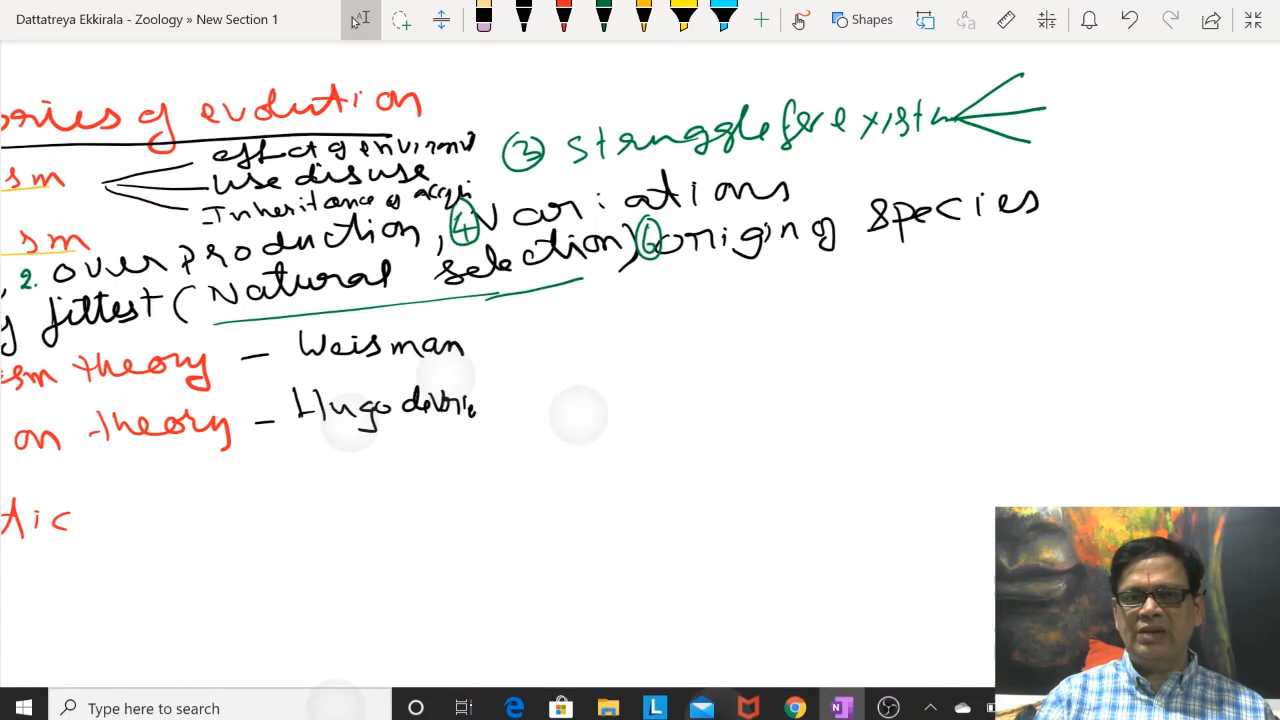 Dattatreya Ekkirala - Zoology » New Section 1
Shapes
ories of evolution
effect of environt
sm
use disuse
Inheritance of acqui
③ struggle for existen
sm
2. over production, ④ variations
g fittest (Natural selection) ⑥ origin of species
sm theory - Weisman
on theory - Hugo deVrie
tic
Type here to search